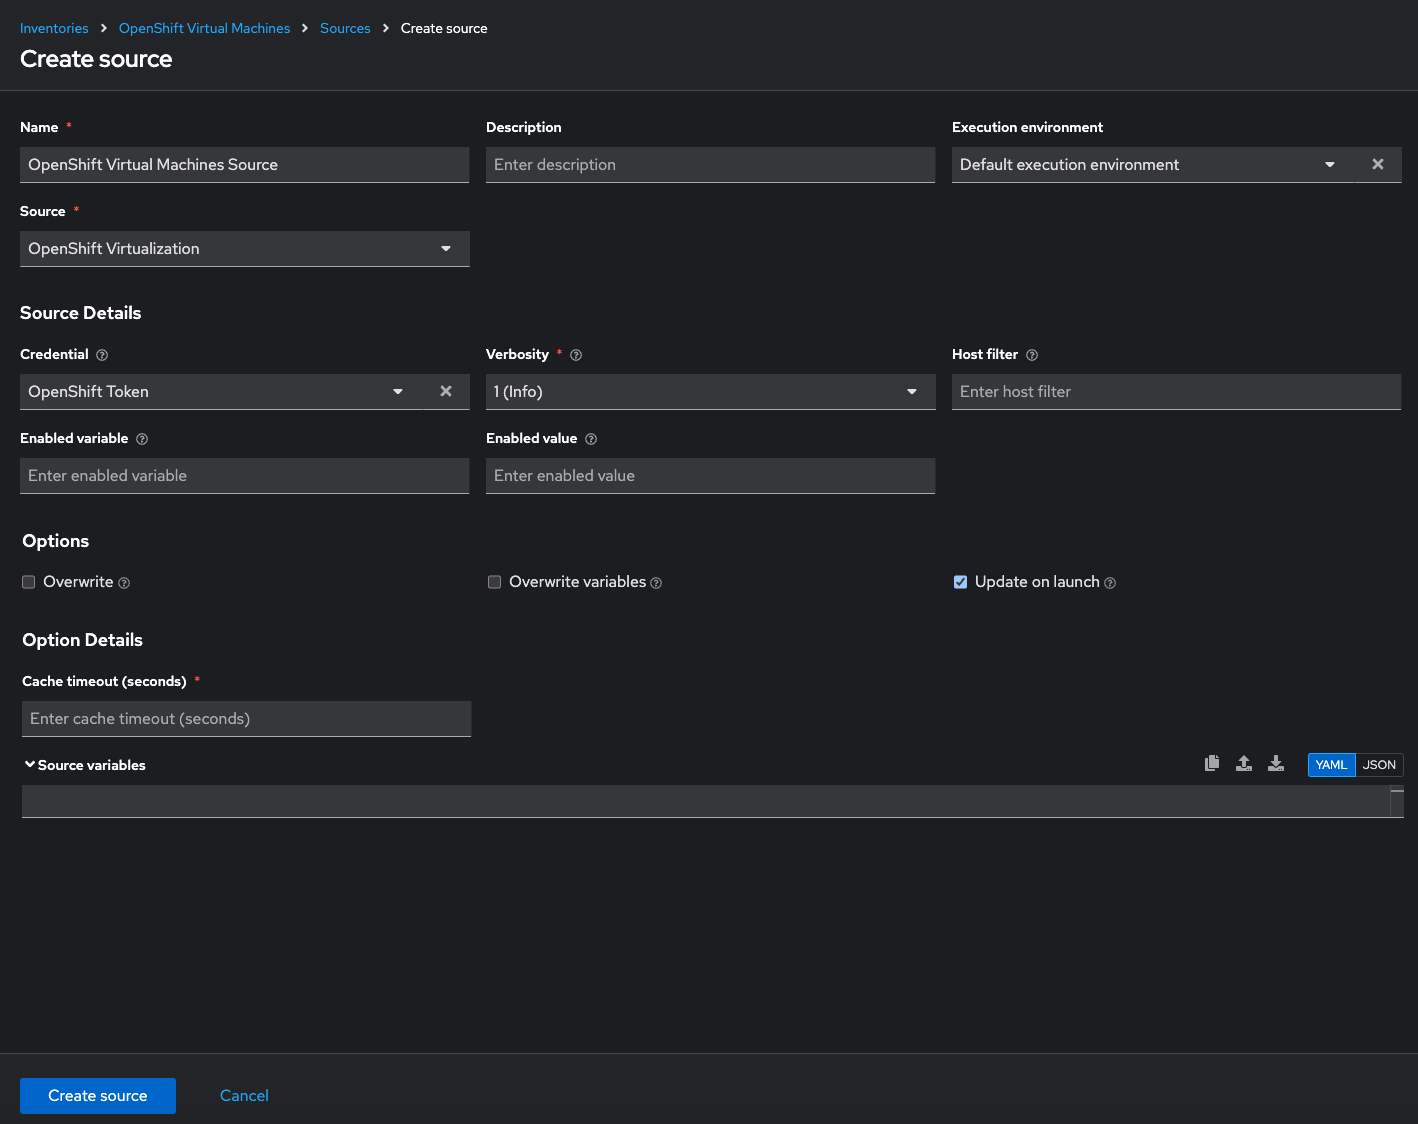 Inventories > OpenShift Virtual Machines > Sources > Create source
Create source
Name *
Description
Execution environment
OpenShift Virtual Machines Source
Enter description
Default execution environment
Source *
OpenShift Virtualization
Source Details
Credential
Verbosity *
Host filter
OpenShift Token
1 (Info)
Enter host filter
Enabled variable
Enabled value
Enter enabled variable
Enter enabled value
Options
Overwrite
Overwrite variables
Update on launch
Option Details
Cache timeout (seconds) *
Enter cache timeout (seconds)
Source variables
YAML
JSON
Create source
Cancel